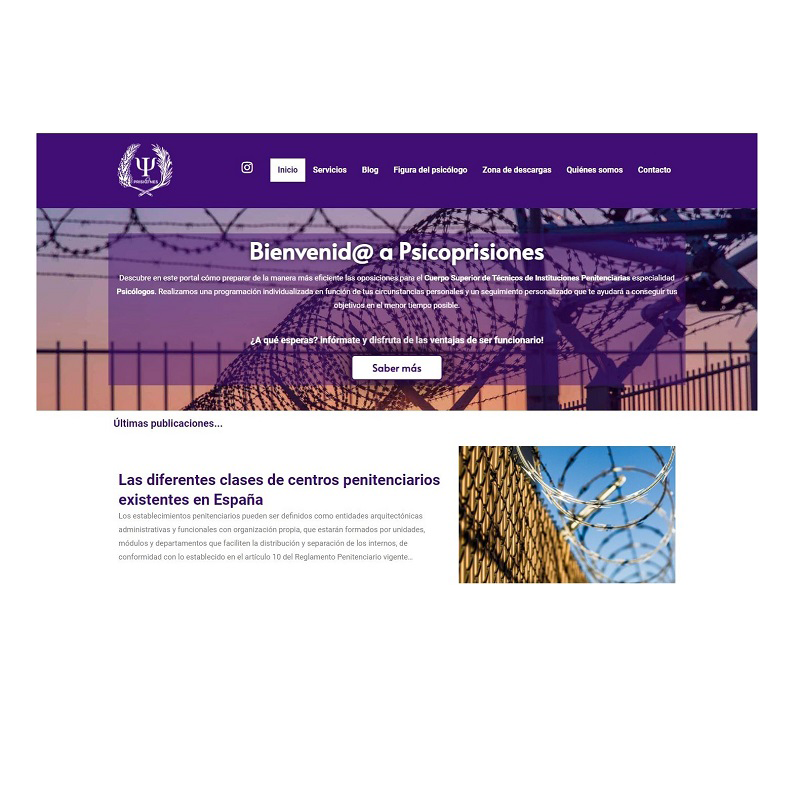 Ψ
PRISIONES
Inicio Servicios Blog Figura del psicólogo Zona de descargas Quiénes somos Contacto
Bienvenid@ a Psicoprisiones
Descubre en este portal cómo preparar de la manera más eficiente las oposiciones para el Cuerpo Superior de Técnicos de Instituciones Penitenciarias especialidad
Psicólogos. Realizamos una programación individualizada en función de tus circunstancias personales y un seguimiento personalizado que te ayudará a conseguir tus
objetivos en el menor tiempo posible.
¿A qué esperas? Infórmate y disfruta de las ventajas de ser funcionario!
Saber más
Últimas publicaciones...
Las diferentes clases de centros penitenciarios
existentes en España
Los establecimientos penitenciarios pueden ser definidos como entidades arquitectónicas
administrativas y funcionales con organización propia, que estarán formados por unidades,
módulos y departamentos que faciliten la distribución y separación de los internos, de
conformidad con lo establecido en el artículo 10 del Reglamento Penitenciario vigente...